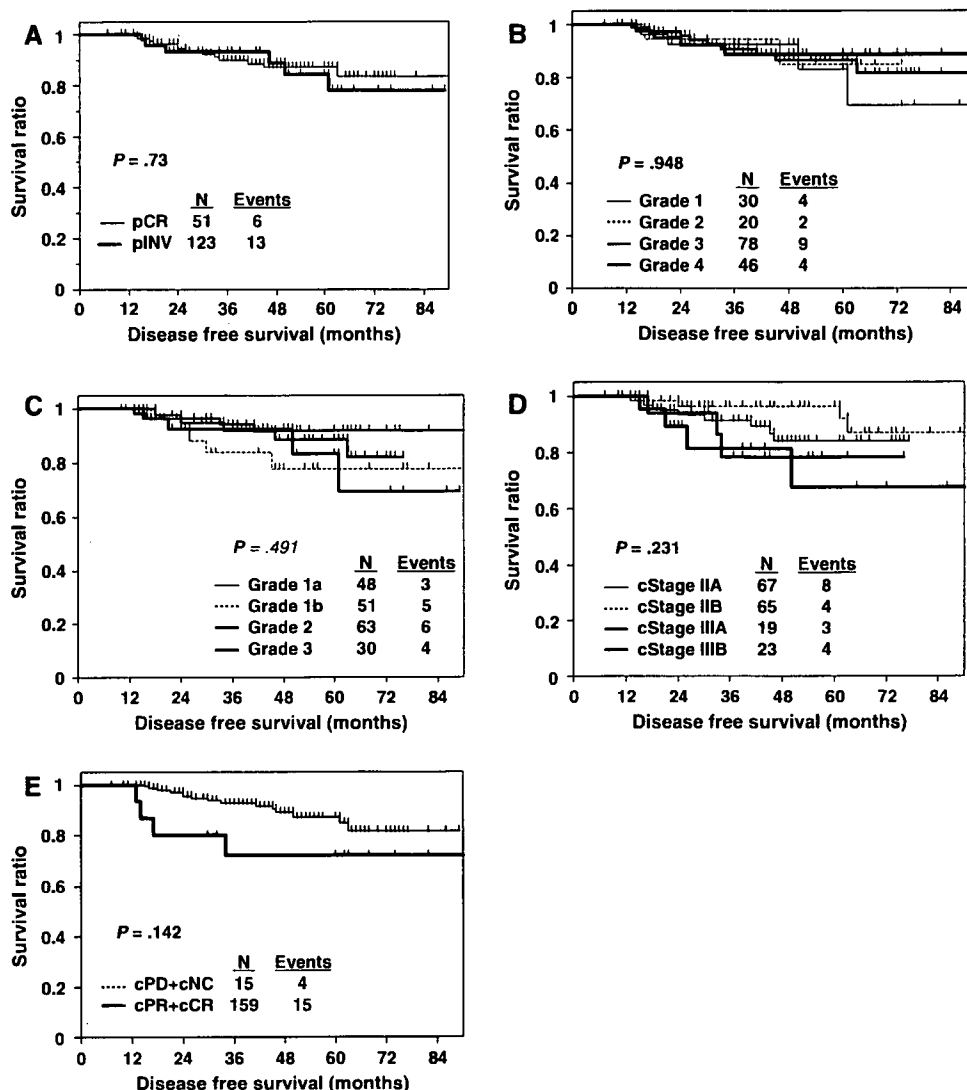 A
Survival ratio
1
0.8
0.6
0.4
0.2
0
P = .73
N Events
pCR 51 6
pINV 123 13
0 12 24 36 48 60 72 84
Disease free survival (months)
B
Survival ratio
1
0.8
0.6
0.4
0.2
0
P = .948
N Events
Grade 1 30 4
Grade 2 20 2
Grade 3 78 9
Grade 4 46 4
0 12 24 36 48 60 72 84
Disease free survival (months)
C
Survival ratio
1
0.8
0.6
0.4
0.2
0
P = .491
N Events
Grade 1a 48 3
Grade 1b 51 5
Grade 2 63 6
Grade 3 30 4
0 12 24 36 48 60 72 84
Disease free survival (months)
D
Survival ratio
1
0.8
0.6
0.4
0.2
0
P = .231
N Events
cStage IIA 67 8
cStage IIB 65 4
cStage IIIA 19 3
cStage IIIB 23 4
0 12 24 36 48 60 72 84
Disease free survival (months)
E
Survival ratio
1
0.8
0.6
0.4
0.2
0
P = .142
N Events
cPD+cNC 15 4
cPR+cCR 159 15
0 12 24 36 48 60 72 84
Disease free survival (months)